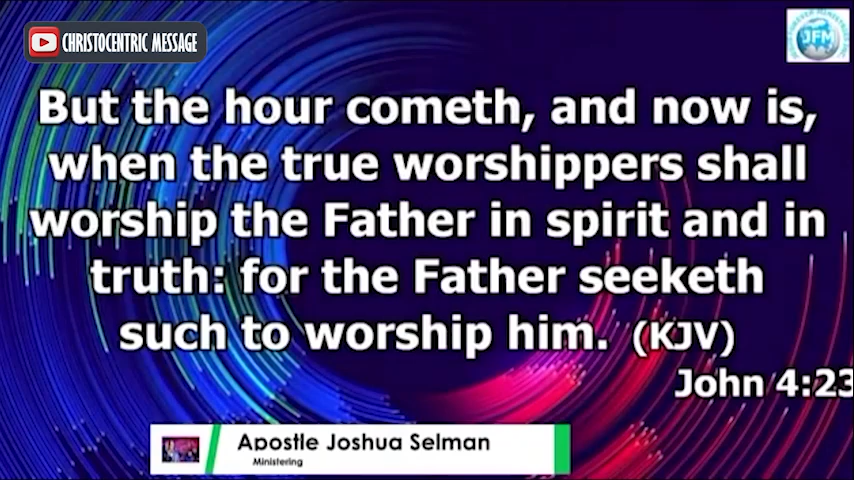 CHRISTOCENTRIC MESSAGE
JFM
But the hour cometh, and now is,
when the true worshippers shall
worship the Father in spirit and in
truth: for the Father seeketh
such to worship him. (KJV)
John 4:23
Apostle Joshua Selman
Ministering